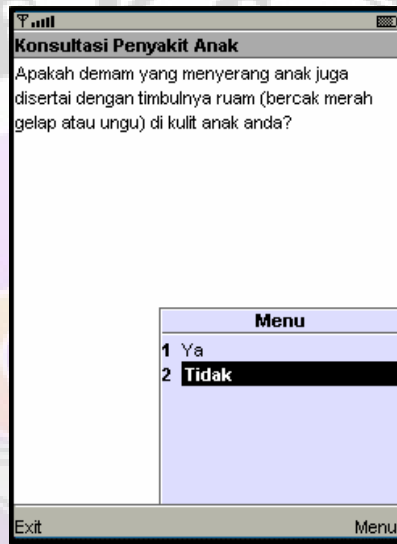 Konsultasi Penyakit Anak
Apakah demam yang menyerang anak juga
disertai dengan timbulnya ruam (bercak merah
gelap atau ungu) di kulit anak anda?
Menu
1 Ya
2 Tidak
Exit Menu